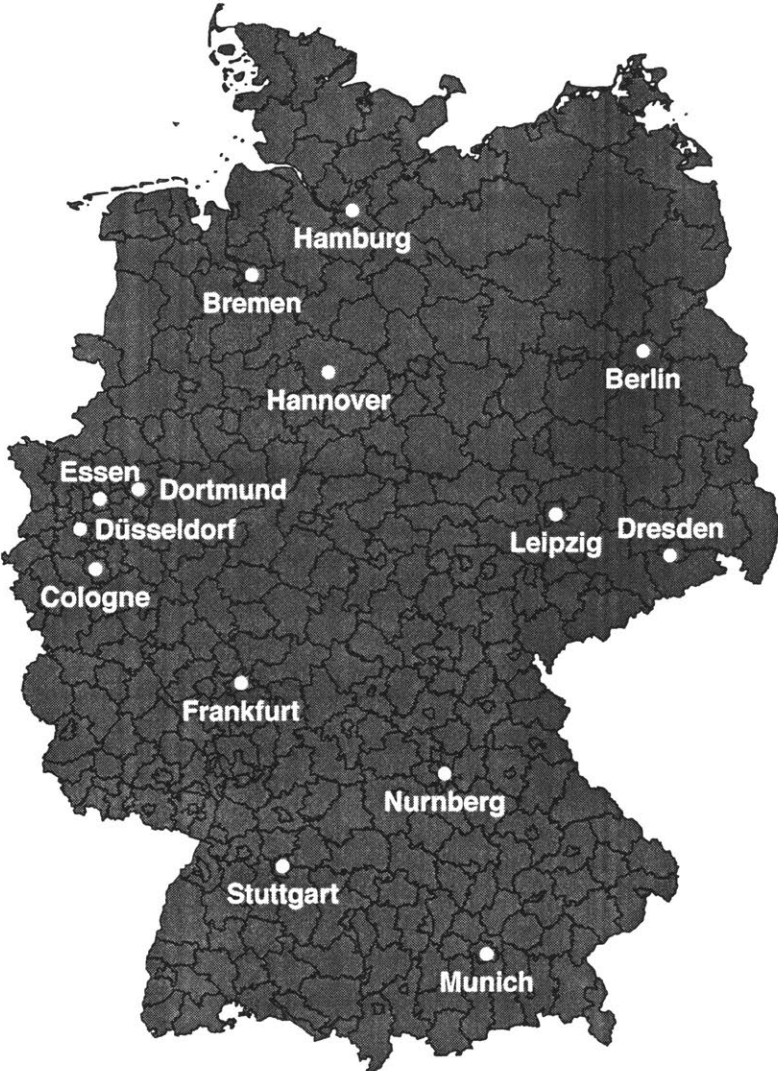 Hamburg
Bremen
Berlin
Hannover
Essen
Dortmund
Düsseldorf
Leipzig
Dresden
Cologne
Frankfurt
Nurnberg
Stuttgart
Munich